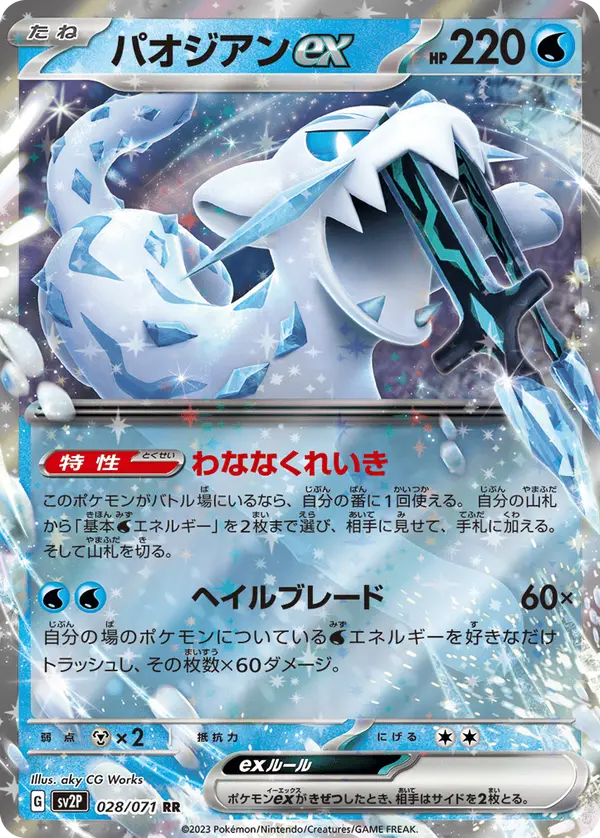 たね パオジアンex HP 220
特性 とくせい わななくれいき
このポケモンがバトル場にいるなら、自分の番に1回使える。自分の山札
から「基本エネルギー」を2枚まで選び、相手に見せて、手札に加える。
そして山札を切る。
ヘイルブレード 60×
自分の場のポケモンについているエネルギーを好きなだけ
トラッシュし、その枚数×60ダメージ。
弱点 ×2 抵抗力 にげる
Illus. aky CG Works
exルール
G sv2P 028/071 RR
ポケモンexがきぜつしたとき、相手はサイドを2枚とる。
©2023 Pokémon/Nintendo/Creatures/GAME FREAK.